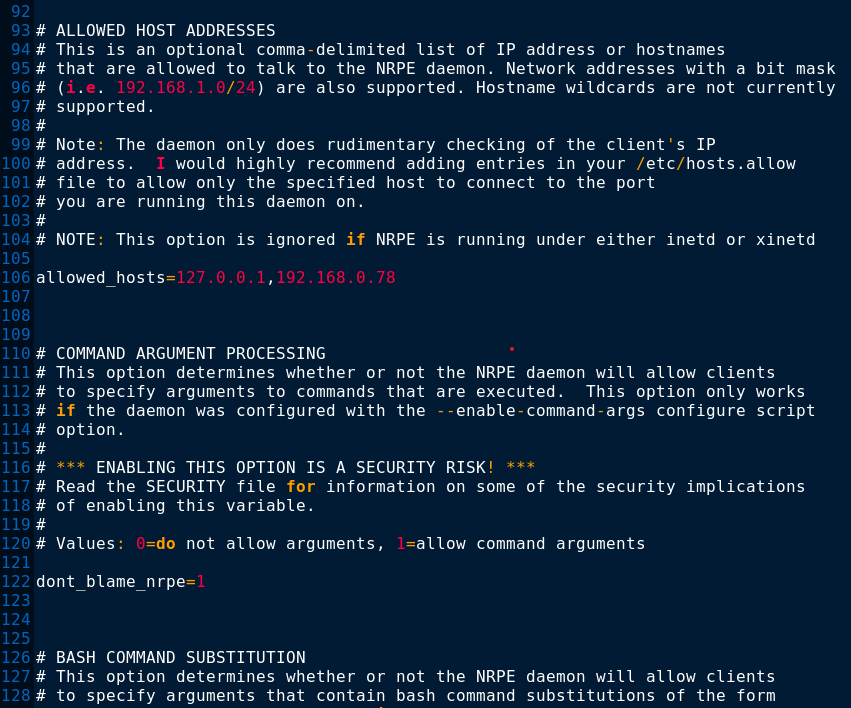 92
93 # ALLOWED HOST ADDRESSES
94 # This is an optional comma-delimited list of IP address or hostnames
95 # that are allowed to talk to the NRPE daemon. Network addresses with a bit mask
96 # (i.e. 192.168.1.0/24) are also supported. Hostname wildcards are not currently
97 # supported.
98 #
99 # Note: The daemon only does rudimentary checking of the client's IP
100 # address.  I would highly recommend adding entries in your /etc/hosts.allow
101 # file to allow only the specified host to connect to the port
102 # you are running this daemon on.
103 #
104 # NOTE: This option is ignored if NRPE is running under either inetd or xinetd
105
106 allowed_hosts=127.0.0.1,192.168.0.78
107
108
109
110 # COMMAND ARGUMENT PROCESSING
111 # This option determines whether or not the NRPE daemon will allow clients
112 # to specify arguments to commands that are executed.  This option only works
113 # if the daemon was configured with the --enable-command-args configure script
114 # option.
115 #
116 # *** ENABLING THIS OPTION IS A SECURITY RISK! ***
117 # Read the SECURITY file for information on some of the security implications
118 # of enabling this variable.
119 #
120 # Values: 0=do not allow arguments, 1=allow command arguments
121
122 dont_blame_nrpe=1
123
124
125
126 # BASH COMMAND SUBSTITUTION
127 # This option determines whether or not the NRPE daemon will allow clients
128 # to specify arguments that contain bash command substitutions of the form